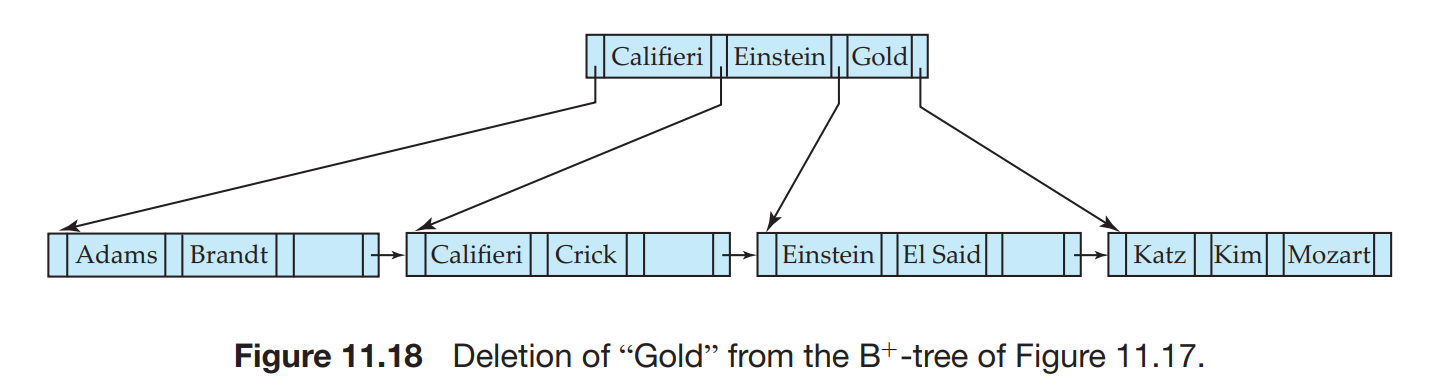 Califieri Einstein Gold
Adams Brandt Califieri Crick Einstein El Said Katz Kim Mozart
Figure 11.18 Deletion of “Gold” from the B+-tree of Figure 11.17.